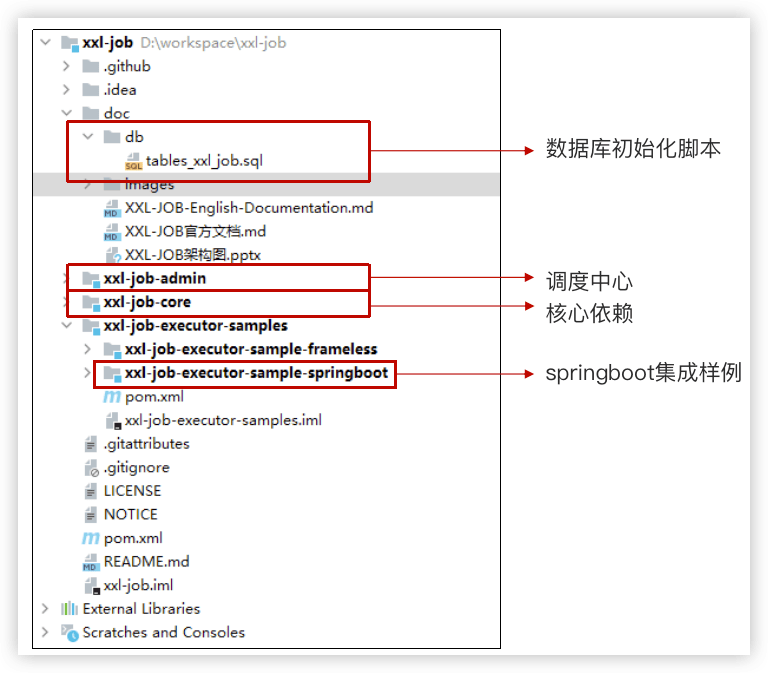 xxl-job D:\workspace\xxl-job
.github
.idea
doc
db
tables_xxl_job.sql
数据库初始化脚本
images
XXL-JOB-English-Documentation.md
XXL-JOB官方文档.md
XXL-JOB架构图.pptx
xxl-job-admin
调度中心
xxl-job-core
核心依赖
xxl-job-executor-samples
xxl-job-executor-sample-frameless
xxl-job-executor-sample-springboot
springboot集成样例
pom.xml
xxl-job-executor-samples.iml
.gitattributes
.gitignore
LICENSE
NOTICE
pom.xml
README.md
xxl-job.iml
External Libraries
Scratches and Consoles